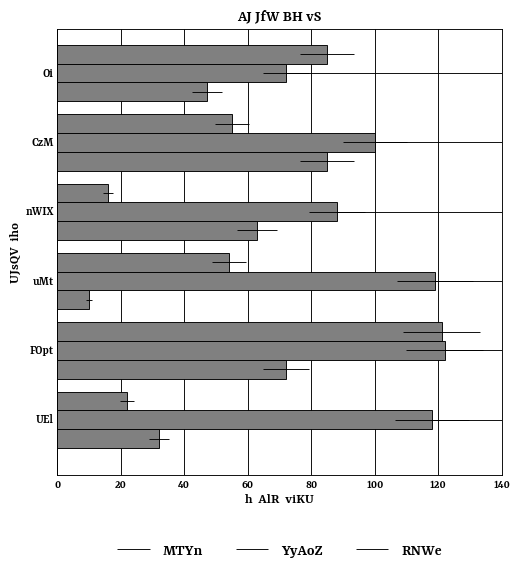 AJ JfW BH vS
Oi
CzM
nWIX
uMt
FOpt
UEl
UJsQV iho
0 20 40 60 80 100 120 140
h AlR viKU
MTYn YyAoZ RNWe